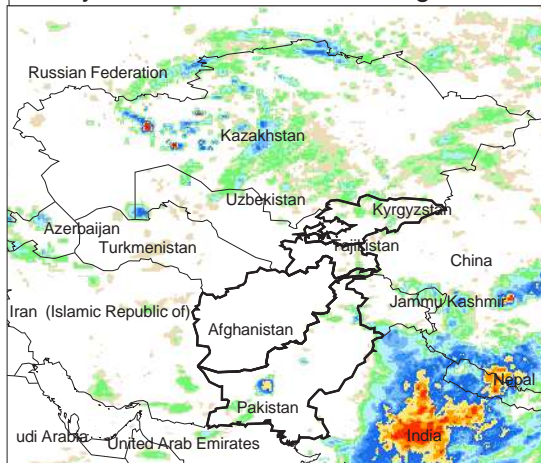 Russian Federation
Kazakhstan
Uzbekistan
Kyrgyzstan
Azerbaijan
Turkmenistan
Tajikistan
China
Iran (Islamic Republic of)
Jammu Kashmir
Afghanistan
Nepal
Pakistan
udi Arabia
United Arab Emirates
India